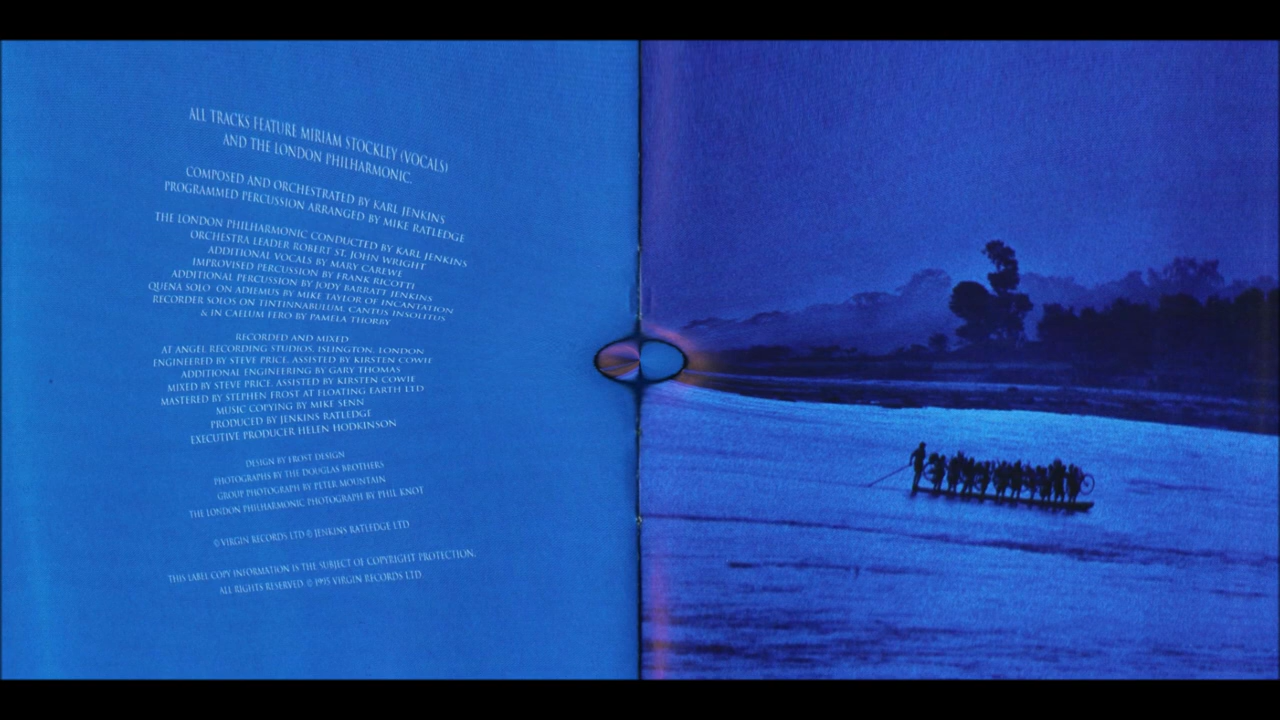 ALL TRACKS FEATURE MIRIAM STOCKLEY (VOCALS)
AND THE LONDON PHILHARMONIC.
COMPOSED AND ORCHESTRATED BY KARL JENKINS
PROGRAMMED PERCUSSION ARRANGED BY MIKE RATLEDGE
THE LONDON PHILHARMONIC CONDUCTED BY KARL JENKINS
ORCHESTRA LEADER ROBERT ST. JOHN WRIGHT
ADDITIONAL VOCALS BY MARY CAREWE
IMPROVISED PERCUSSION BY FRANK RICOTTI
ADDITIONAL PERCUSSION BY JODY BARRATT JENKINS
QUENA SOLO ON ADIEMUS BY MIKE TAYLOR OF INCANTATION
RECORDER SOLOS ON TINTINNABULUM, CANTUS INSOLITUS
& IN CAELUM FERO BY PAMELA THORBY
RECORDED AND MIXED
AT ANGEL RECORDING STUDIOS, ISLINGTON, LONDON
ENGINEERED BY STEVE PRICE, ASSISTED BY KIRSTEN COWIE
ADDITIONAL ENGINEERING BY GARY THOMAS
MIXED BY STEVE PRICE, ASSISTED BY KIRSTEN COWIE
MASTERED BY STEPHEN FROST AT FLOATING EARTH LTD
MUSIC COPYING BY MIKE SENN
PRODUCED BY JENKINS RATLEDGE
EXECUTIVE PRODUCER HELEN HODKINSON
DESIGN BY FROST DESIGN
PHOTOGRAPHS BY THE DOUGLAS BROTHERS
GROUP PHOTOGRAPH BY PETER MOUNTAIN
THE LONDON PHILHARMONIC PHOTOGRAPH BY PHIL KNOT
© VIRGIN RECORDS LTD © JENKINS RATLEDGE LTD
THIS LABEL COPY INFORMATION IS THE SUBJECT OF COPYRIGHT PROTECTION.
ALL RIGHTS RESERVED. © 1995 VIRGIN RECORDS LTD